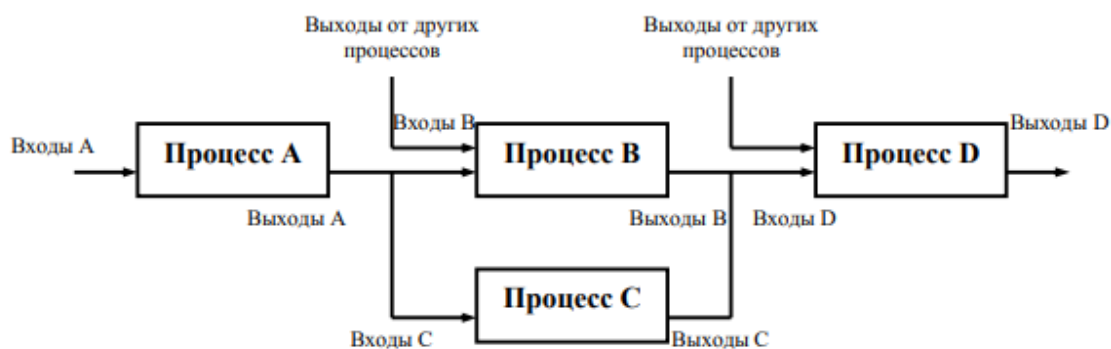 Выходы от других
процессов
Выходы от других
процессов
Входы A
Процесс A
Входы B
Процесс B
Процесс D
Выходы D
Выходы A
Выходы B
Входы D
Процесс C
Входы C
Выходы C